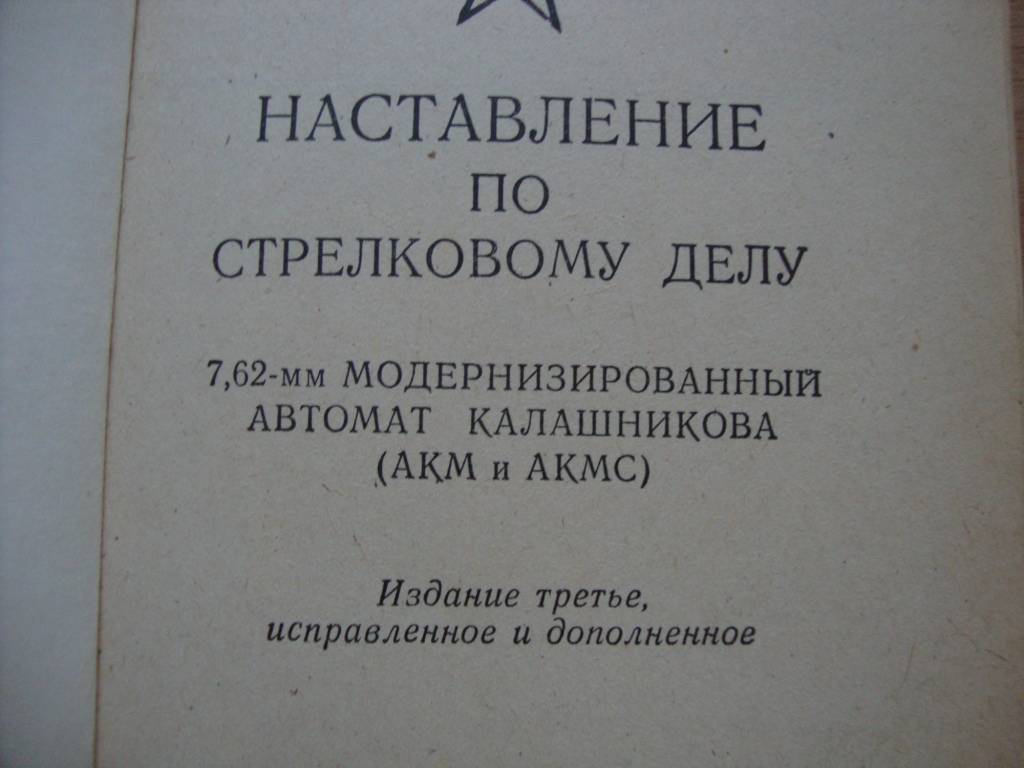 НАСТАВЛЕНИЕ
ПО
СТРЕЛКОВОМУ ДЕЛУ
7,62-мм МОДЕРНИЗИРОВАННЫЙ
АВТОМАТ КАЛАШНИКОВА
(АКМ и АКМС)
Издание третье,
исправленное и дополненное